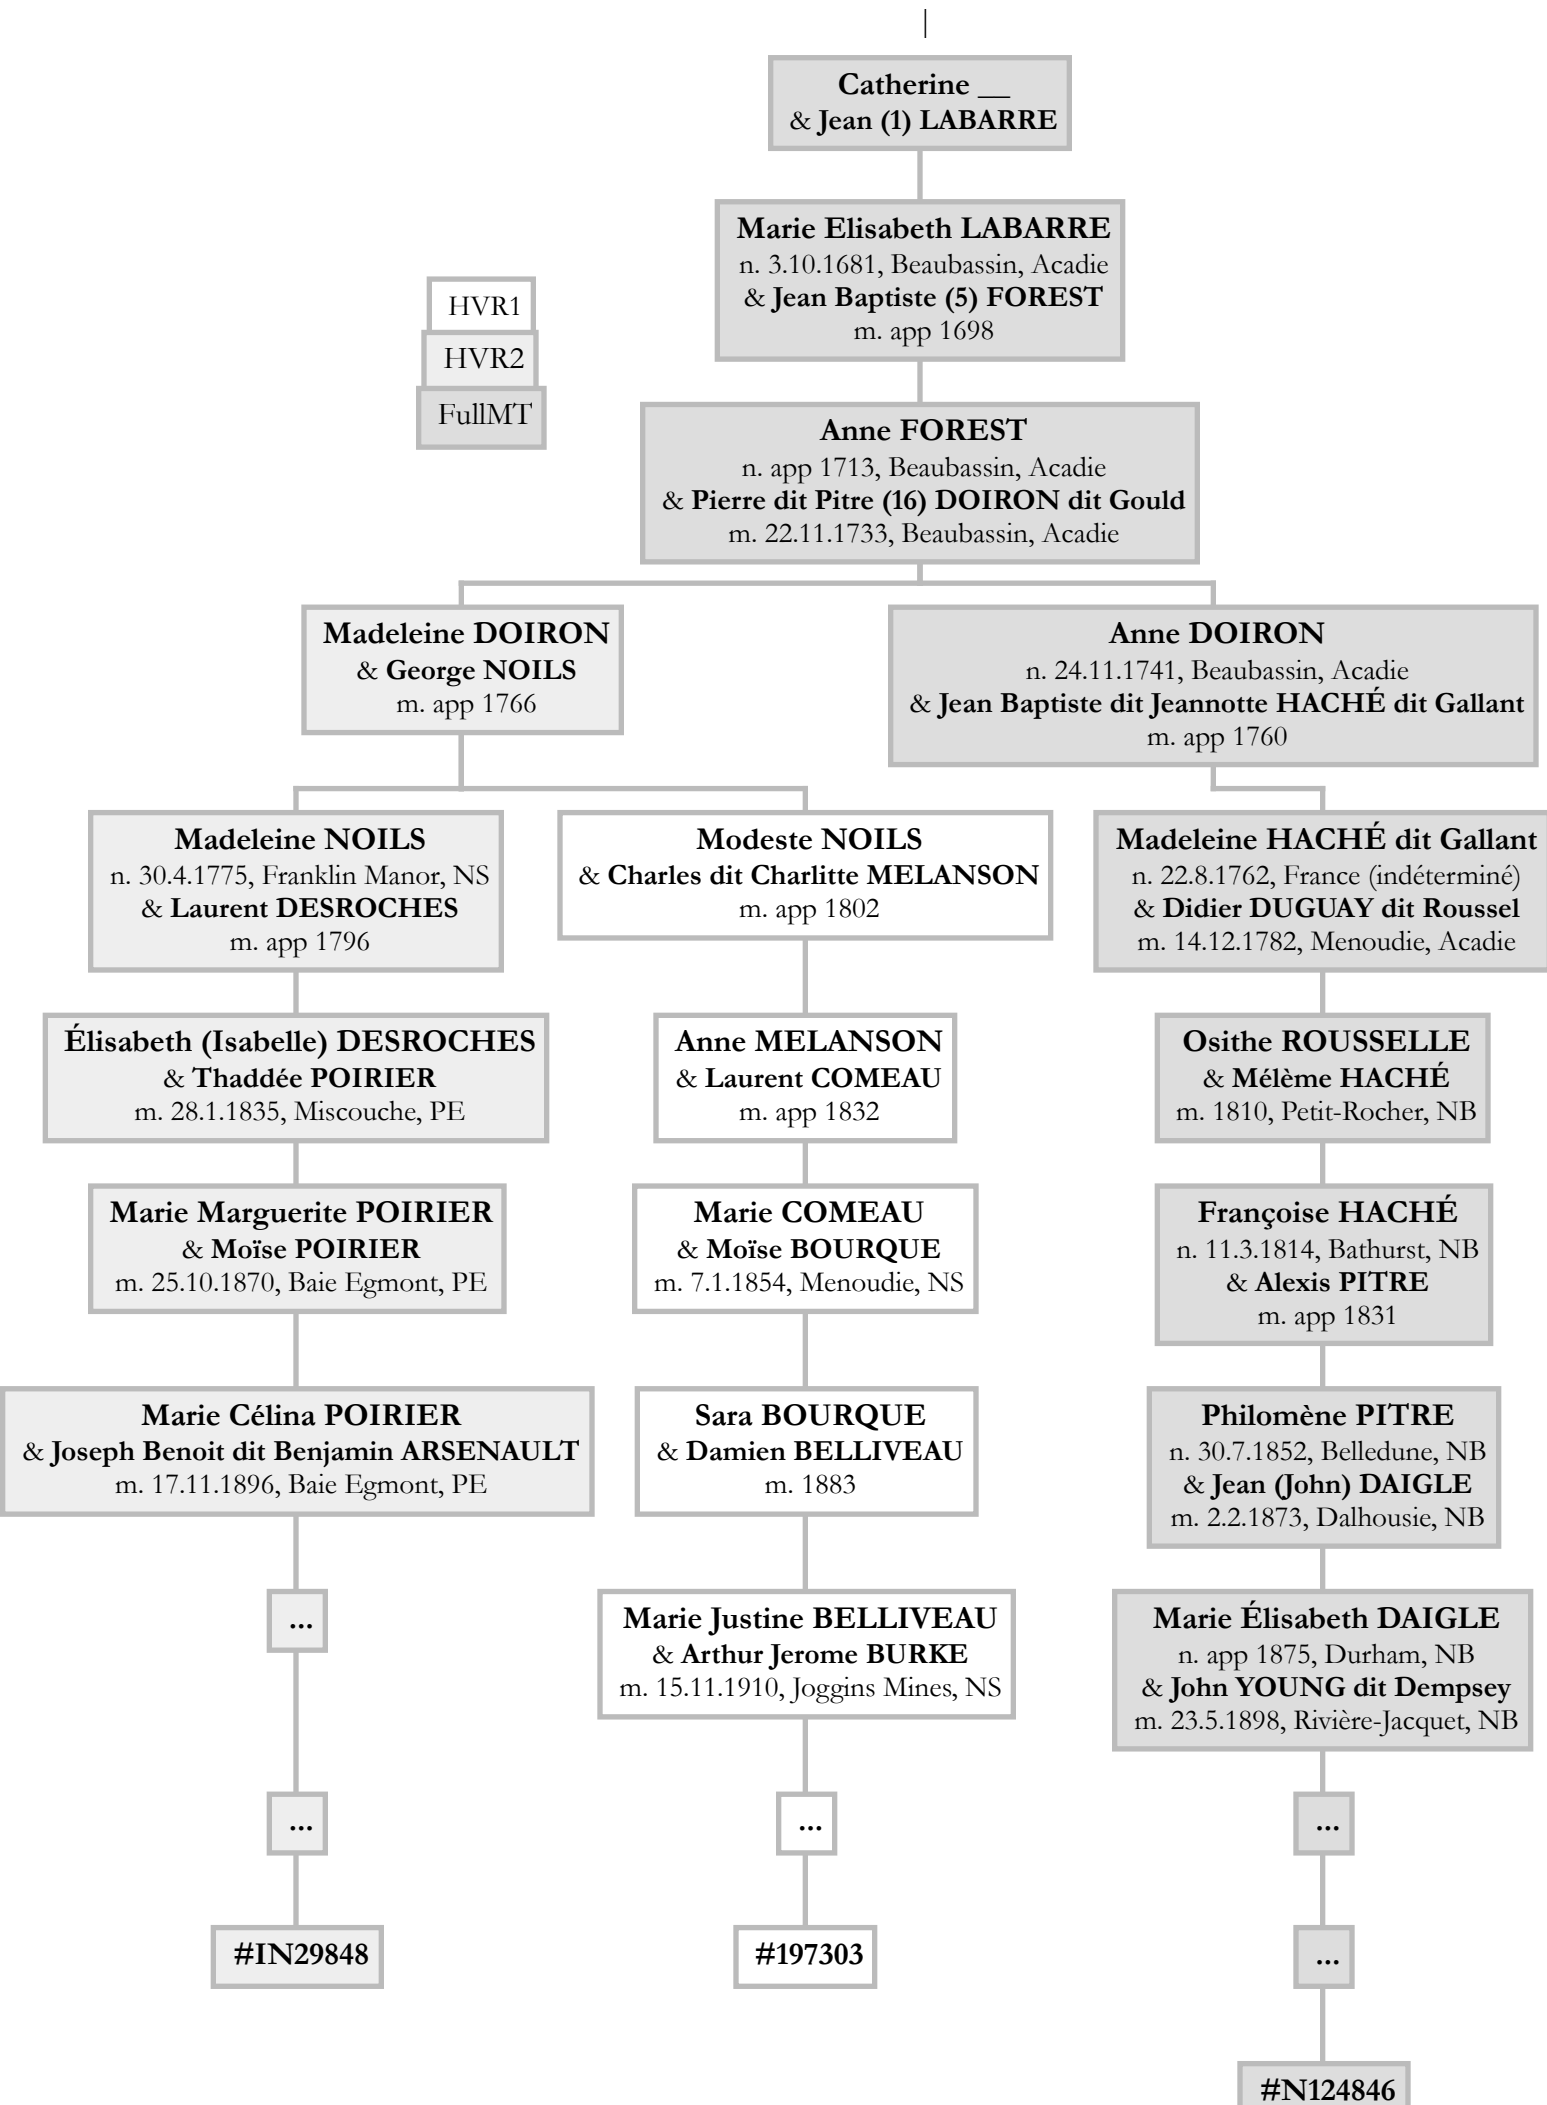 Catherine __
& Jean (1) LABARRE
Marie Elisabeth LABARRE
n. 3.10.1681, Beaubassin, Acadie
& Jean Baptiste (5) FOREST
m. app 1698
HVR1
HVR2
FullMT
Anne FOREST
n. app 1713, Beaubassin, Acadie
& Pierre dit Pitre (16) DOIRON dit Gould
m. 22.11.1733, Beaubassin, Acadie
Madeleine DOIRON
& George NOILS
m. app 1766
Anne DOIRON
n. 24.11.1741, Beaubassin, Acadie
& Jean Baptiste dit Jeannotte HACHÉ dit Gallant
m. app 1760
Madeleine NOILS
n. 30.4.1775, Franklin Manor, NS
& Laurent DESROCHES
m. app 1796
Modeste NOILS
& Charles dit Charlitte MELANSON
m. app 1802
Madeleine HACHÉ dit Gallant
n. 22.8.1762, France (indéterminé)
& Didier DUGUAY dit Roussel
m. 14.12.1782, Menoudie, Acadie
Élisabeth (Isabelle) DESROCHES
& Thaddée POIRIER
m. 28.1.1835, Miscouche, PE
Anne MELANSON
& Laurent COMEAU
m. app 1832
Osithe ROUSSELLE
& Mélème HACHÉ
m. 1810, Petit-Rocher, NB
Marie Marguerite POIRIER
& Moïse POIRIER
m. 25.10.1870, Baie Egmont, PE
Marie COMEAU
& Moïse BOURQUE
m. 7.1.1854, Menoudie, NS
Françoise HACHÉ
n. 11.3.1814, Bathurst, NB
& Alexis PITRE
m. app 1831
Marie Célina POIRIER
& Joseph Benoit dit Benjamin ARSENAULT
m. 17.11.1896, Baie Egmont, PE
Sara BOURQUE
& Damien BELLIVEAU
m. 1883
Philomène PITRE
n. 30.7.1852, Belledune, NB
& Jean (John) DAIGLE
m. 2.2.1873, Dalhousie, NB
...
Marie Justine BELLIVEAU
& Arthur Jerome BURKE
m. 15.11.1910, Joggins Mines, NS
Marie Élisabeth DAIGLE
n. app 1875, Durham, NB
& John YOUNG dit Dempsey
m. 23.5.1898, Rivière-Jacquet, NB
...
...
...
#IN29848
#197303
...
#N124846